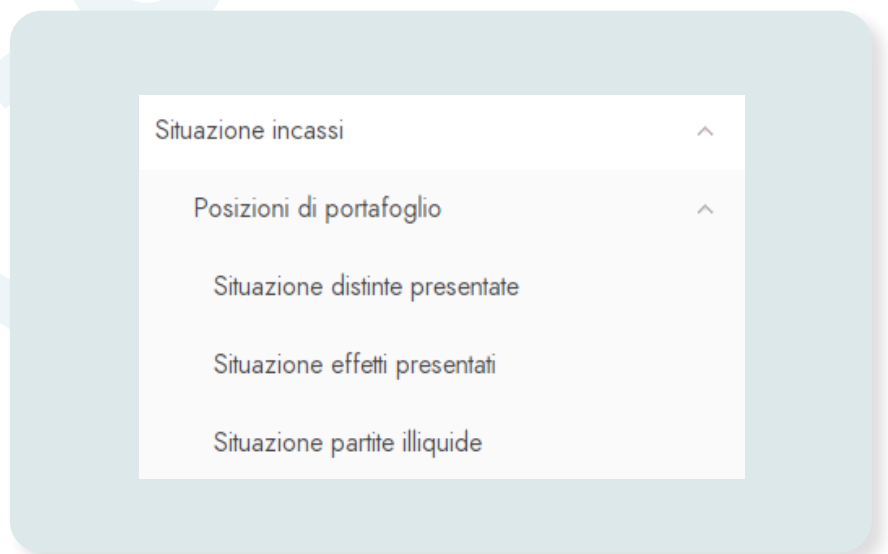 Situazione incassi
Posizioni di portafoglio
Situazione distinte presentate
Situazione effetti presentati
Situazione partite illiquide